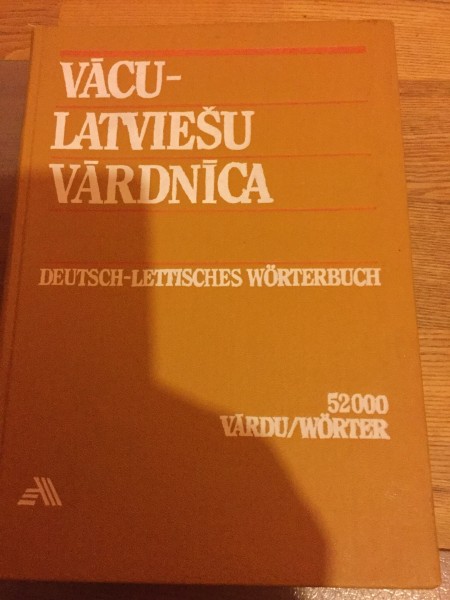 VĀCU-
LATVIEŠU
VĀRDNĪCA
DEUTSCH-LETTISCHES WÖRTERBUCH
52000
VĀRDU/WÖRTER